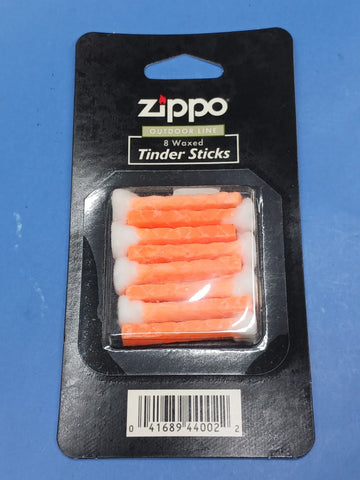 zippo
OUTDOOR LINE
8 Waxed
Tinder Sticks
0 41689 44002 2